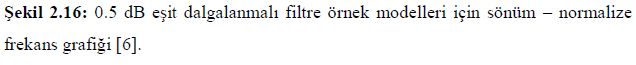 Şekil 2.16: 0.5 dB eşit dalgalanmalı filtre örnek modelleri için sönüm – normalize
frekans grafiği [6].